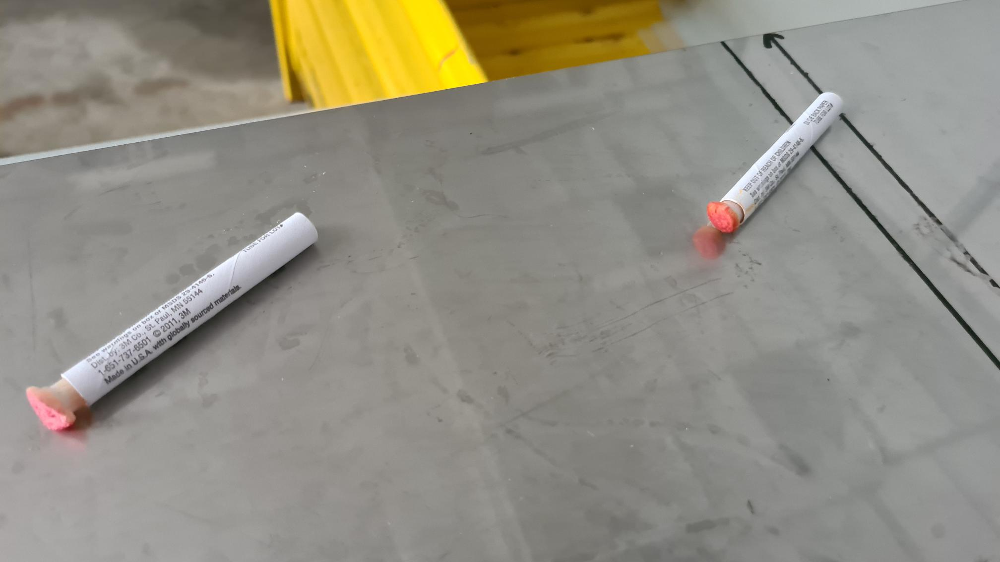 TUBE FOR LOT#
See warnings on box or MSDS 29-4146-6.
Dist. by: 3M Co., St. Paul, MN 55144
1-651-737-6501 ©2011, 3M
Made in U.S.A. with globally sourced materials.
SLIDE BACK PAPER
TUBE FOR LOT#
KEEP OUT OF REACH OF CHILDREN
See warnings on box or MSDS 29-4146-6